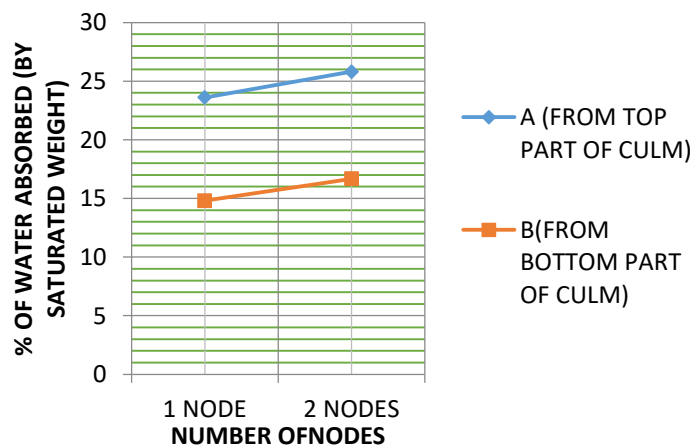 % OF WATER ABSORBED (BY
SATURATED WEIGHT)
30
25
20
15
10
5
0
1 NODE
2 NODES
NUMBER OFNODES
A (FROM TOP
PART OF CULM)
B(FROM
BOTTOM PART
OF CULM)